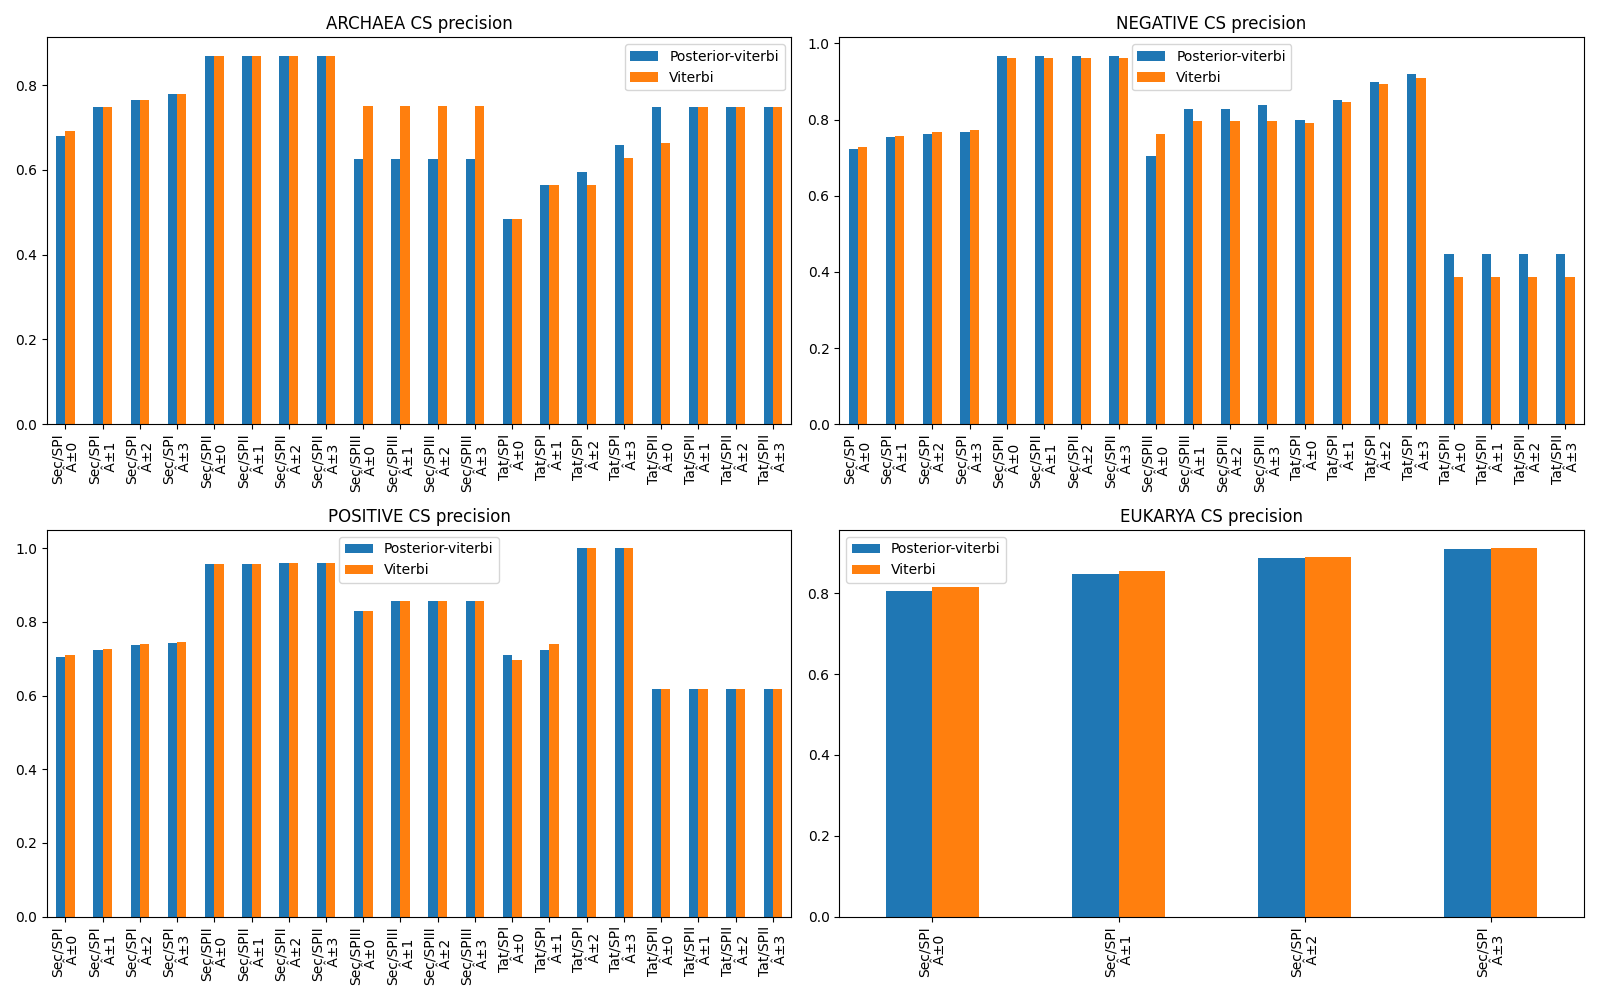 ARCHAEA CS precision
Posterior-viterbi
Viterbi
0.8
0.6
0.4
0.2
0.0
Sec/SPI
Â±0
Sec/SPI
Â±1
Sec/SPI
Â±2
Sec/SPI
Â±3
Sec/SPII
Â±0
Sec/SPII
Â±1
Sec/SPII
Â±2
Sec/SPII
Â±3
Sec/SPIII
Â±0
Sec/SPIII
Â±1
Sec/SPIII
Â±2
Sec/SPIII
Â±3
Tat/SPI
Â±0
Tat/SPI
Â±1
Tat/SPI
Â±2
Tat/SPI
Â±3
Tat/SPII
Â±0
Tat/SPII
Â±1
Tat/SPII
Â±2
Tat/SPII
Â±3
NEGATIVE CS precision
Posterior-viterbi
Viterbi
1.0
0.8
0.6
0.4
0.2
0.0
Sec/SPI
Â±0
Sec/SPI
Â±1
Sec/SPI
Â±2
Sec/SPI
Â±3
Sec/SPII
Â±0
Sec/SPII
Â±1
Sec/SPII
Â±2
Sec/SPII
Â±3
Sec/SPIII
Â±0
Sec/SPIII
Â±1
Sec/SPIII
Â±2
Sec/SPIII
Â±3
Tat/SPI
Â±0
Tat/SPI
Â±1
Tat/SPI
Â±2
Tat/SPI
Â±3
Tat/SPII
Â±0
Tat/SPII
Â±1
Tat/SPII
Â±2
Tat/SPII
Â±3
POSITIVE CS precision
Posterior-viterbi
Viterbi
1.0
0.8
0.6
0.4
0.2
0.0
Sec/SPI
Â±0
Sec/SPI
Â±1
Sec/SPI
Â±2
Sec/SPI
Â±3
Sec/SPII
Â±0
Sec/SPII
Â±1
Sec/SPII
Â±2
Sec/SPII
Â±3
Sec/SPIII
Â±0
Sec/SPIII
Â±1
Sec/SPIII
Â±2
Sec/SPIII
Â±3
Tat/SPI
Â±0
Tat/SPI
Â±1
Tat/SPI
Â±2
Tat/SPI
Â±3
Tat/SPII
Â±0
Tat/SPII
Â±1
Tat/SPII
Â±2
Tat/SPII
Â±3
EUKARYA CS precision
Posterior-viterbi
Viterbi
0.8
0.6
0.4
0.2
0.0
Sec/SPI
Â±0
Sec/SPI
Â±1
Sec/SPI
Â±2
Sec/SPI
Â±3